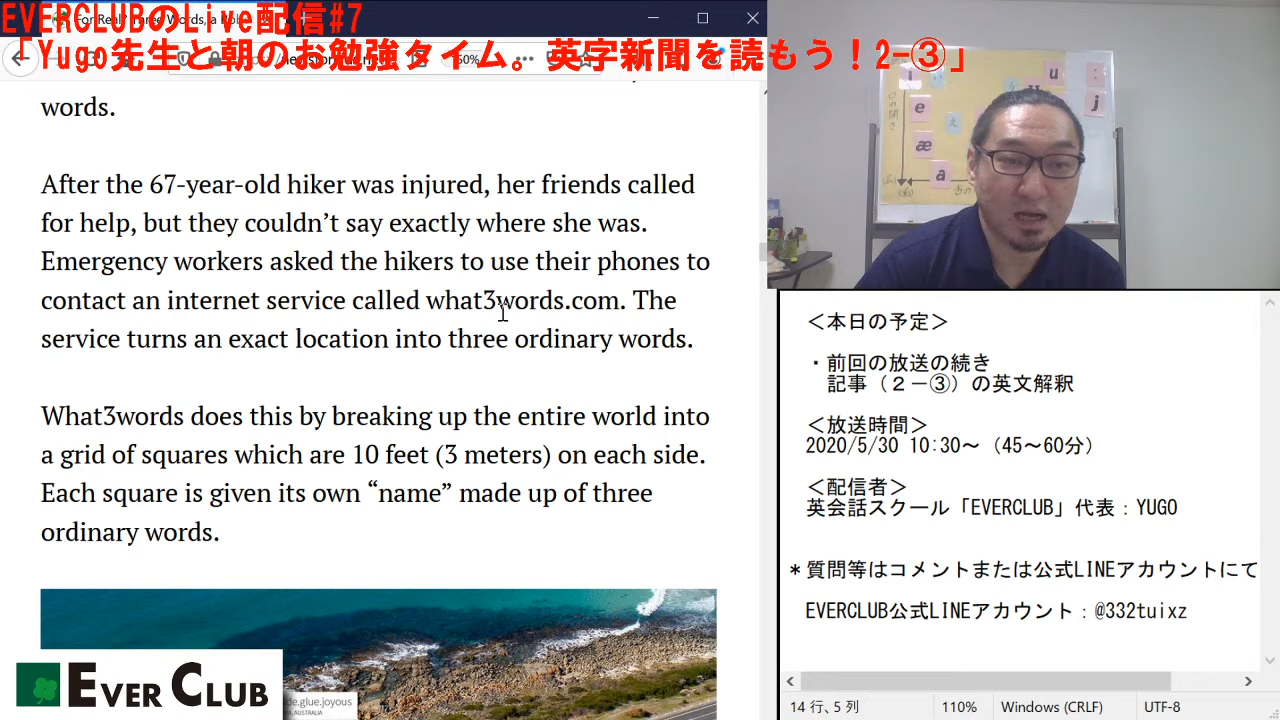 EVERCLUBのLive配信#7
「Yugo先生と朝のお勉強タイム。英字新聞を読もう！2-③」
words.
After the 67-year-old hiker was injured, her friends called
for help, but they couldn't say exactly where she was.
Emergency workers asked the hikers to use their phones to
contact an internet service called what3words.com. The
service turns an exact location into three ordinary words.
What3words does this by breaking up the entire world into
a grid of squares which are 10 feet (3 meters) on each side.
Each square is given its own “name” made up of three
ordinary words.
de.glue.joyous
AUSTRALIA
EVER CLUB
i
e
æ
a
u
j
え
＜本日の予定＞
・前回の放送の続き
記事（２－③）の英文解釈
＜放送時間＞
2020/5/30 10:30～（45～60分）
＜配信者＞
英会話スクール「EVERCLUB」代表：YUGO
＊質問等はコメントまたは公式LINEアカウントにて
EVERCLUB公式LINEアカウント：@332tuixz
14 行、5 列
110%
Windows (CRLF)
UTF-8